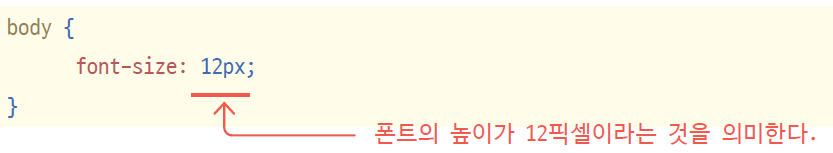 body {
font-size: 12px;
}
폰트의 높이가 12픽셀이라는 것을 의미한다.